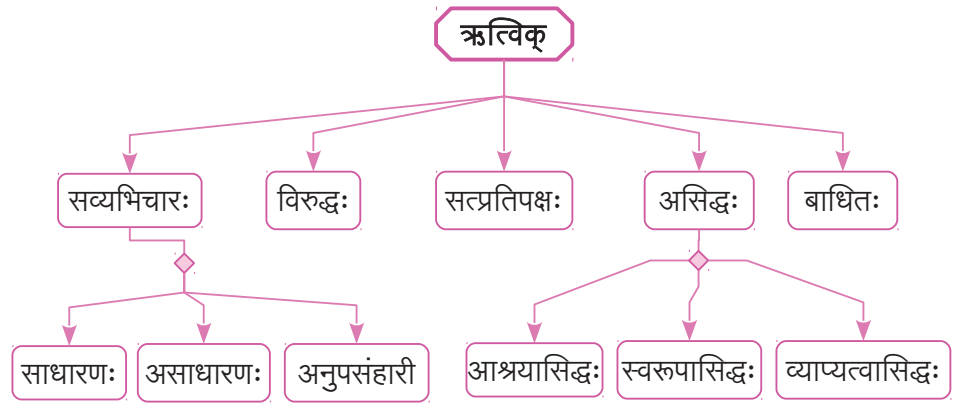 ऋत्विक्
सव्यभिचारः विरुद्धः सत्प्रतिपक्षः असिद्धः बाधितः
साधारणः असाधारणः अनुपसंहारी आश्रयासिद्धः स्वरूपासिद्धः व्याप्यत्वासिद्धः